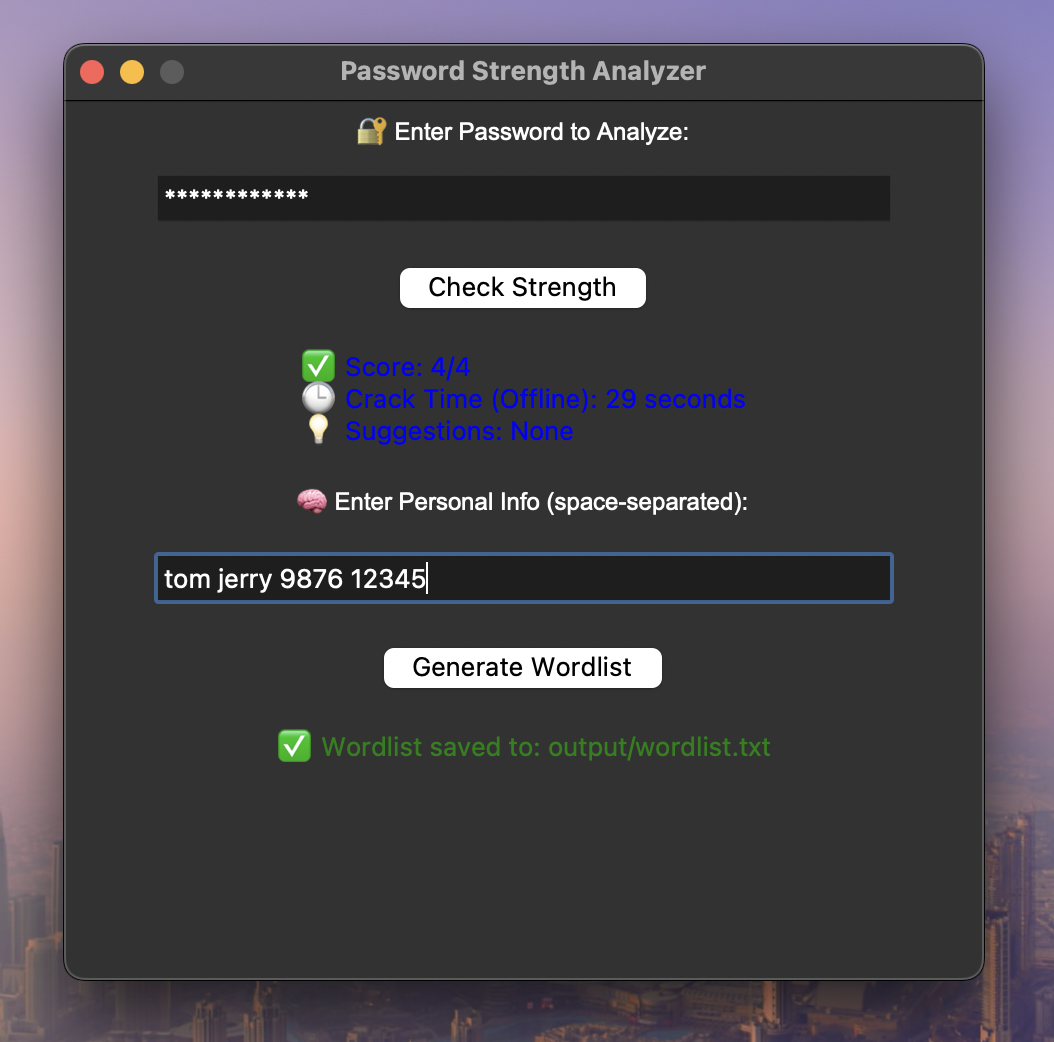 Password Strength Analyzer
🔐 Enter Password to Analyze:
************
Check Strength
✅ Score: 4/4
🕒 Crack Time (Offline): 29 seconds
💡 Suggestions: None
🧠 Enter Personal Info (space-separated):
tom jerry 9876 12345
Generate Wordlist
✅ Wordlist saved to: output/wordlist.txt